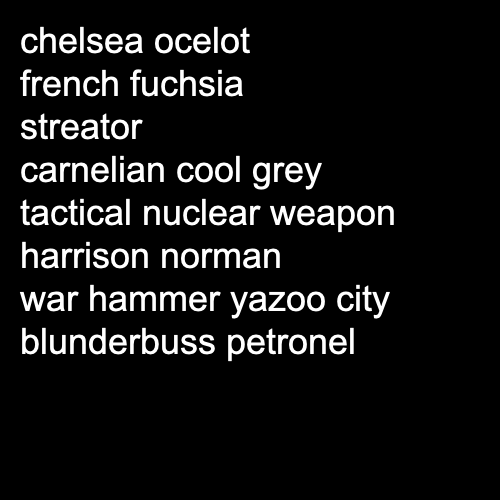 chelsea ocelot
french fuchsia
streator
carnelian cool grey
tactical nuclear weapon
harrison norman
war hammer yazoo city
blunderbuss petronel